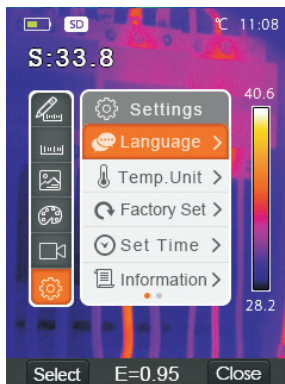 SD ℃ 11:08
S:33.8
40.6
Settings
Language >
Temp.Unit >
Factory Set >
Set Time >
Information >
28.2
Select E=0.95 Close